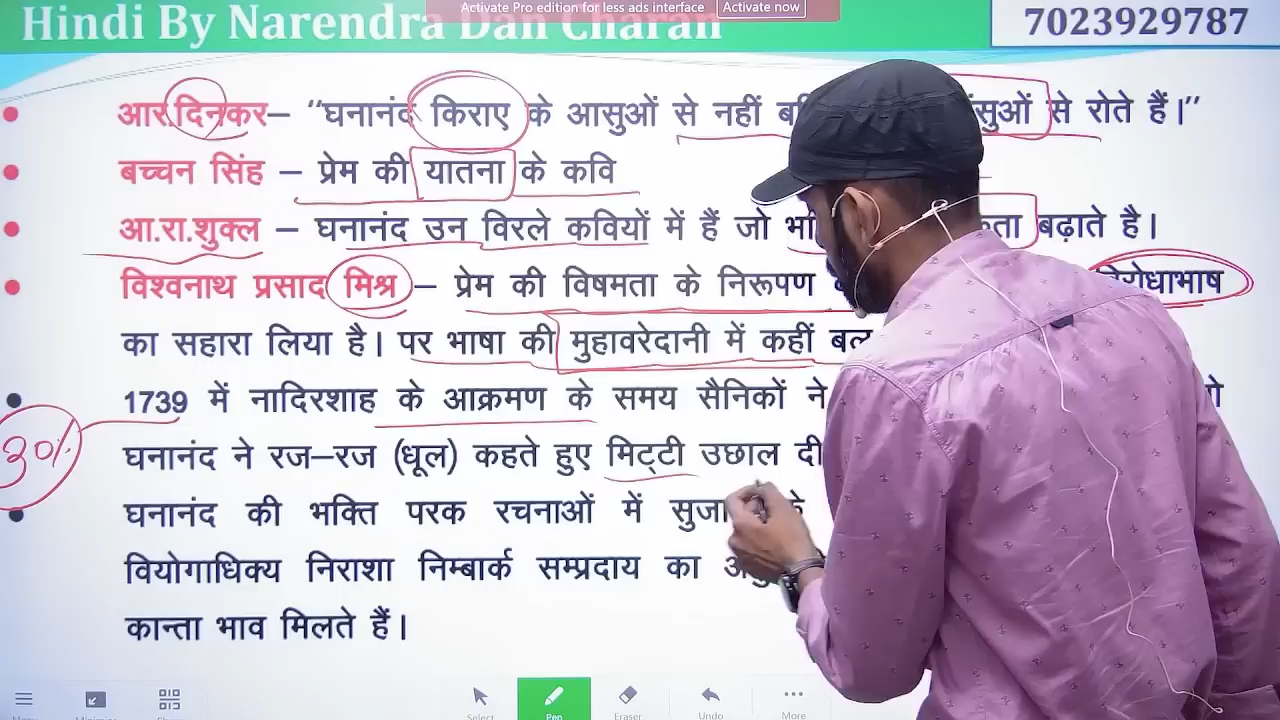 Activate Pro edition for less ads interface Activate now
Hindi By Narendra Dan Charan 7023929787
आर.दिनकर– “घनानंद किराए के आसुओं से नहीं से रोते हैं।”
बच्चन सिंह – प्रेम की यातना के कवि
आ.रा.शुक्ल – घनानंद उन विरले कवियों में हैं जो बढ़ाते है।
विश्वनाथ प्रसाद मिश्र – प्रेम की विषमता के निरूपण
का सहारा लिया है। पर भाषा की मुहावरेदानी में कहीं
1739 में नादिरशाह के आक्रमण के समय सैनिकों ने
30%
घनानंद ने रज–रज (धूल) कहते हुए मिट्टी उछाल दी
घनानंद की भक्ति परक रचनाओं में
वियोगाधिक्य निराशा निम्बार्क सम्प्रदाय का
कान्ता भाव मिलते हैं।
Menu Select Pen Eraser Undo More